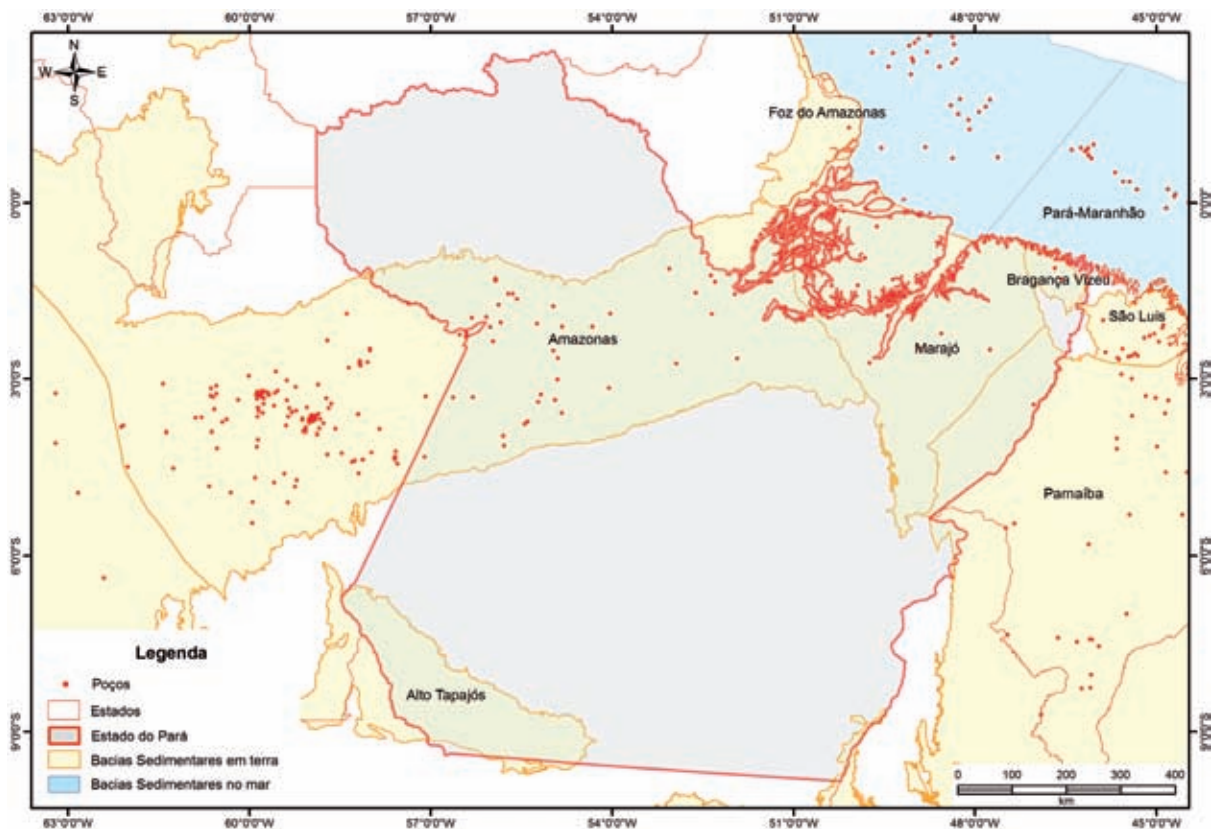 63°0'0"W 60°0'0"W 57°0'0"W 54°0'0"W 51°0'0"W 48°0'0"W 45°0'0"W
N
W E
S
Foz do Amazonas
0°0'0" 0°0'0"
Pará-Maranhão
Bragança Vizeu
São Luis
Amazonas
Marajó
3°0'0"S 3°0'0"S
Parnaíba
6°0'0"S 6°0'0"S
Alto Tapajós
9°0'0"S 9°0'0"S
Legenda
Poços
Estados
Estado do Pará
Bacias Sedimentares em terra
Bacias Sedimentares no mar
0 100 200 300 400
km
63°0'0"W 60°0'0"W 57°0'0"W 54°0'0"W 51°0'0"W 48°0'0"W 45°0'0"W